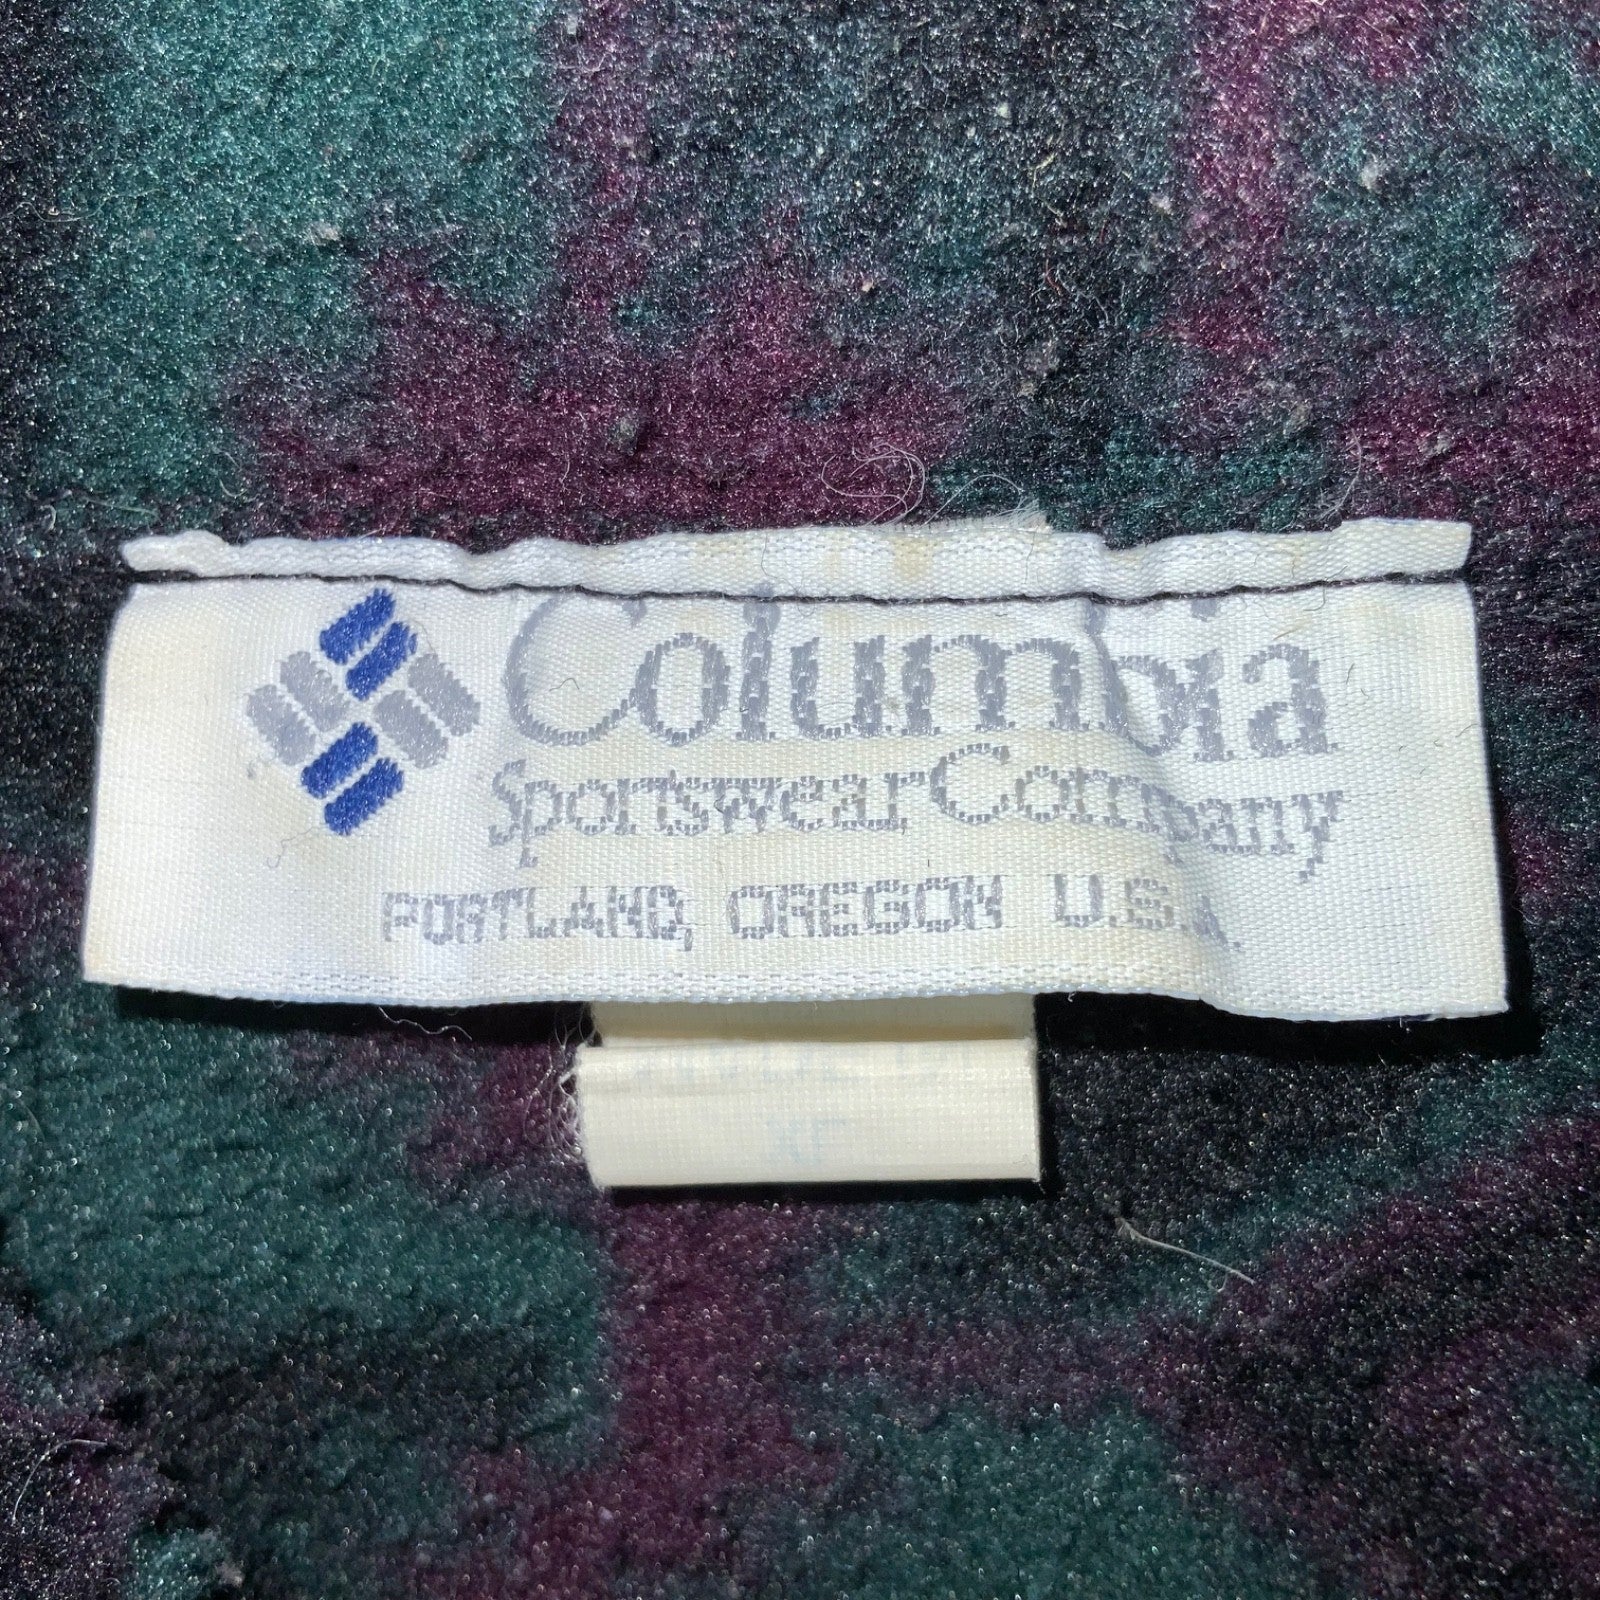 Columbia
Sportswear Company
PORTLAND, OREGON U.S.A.